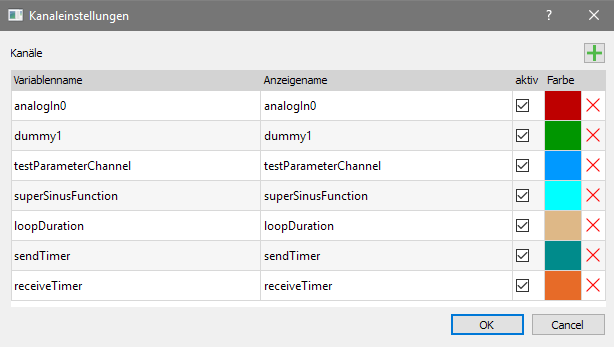 Kanaleinstellungen
?
Kanäle
Variablenname Anzeigename aktiv Farbe
analogIn0 analogIn0
dummy1 dummy1
testParameterChannel testParameterChannel
superSinusFunction superSinusFunction
loopDuration loopDuration
sendTimer sendTimer
receiveTimer receiveTimer
OK Cancel